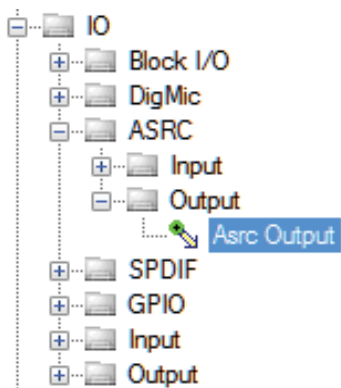 IO
Block I/O
DigMic
ASRC
Input
Output
Asrc Output
SPDIF
GPIO
Input
Output